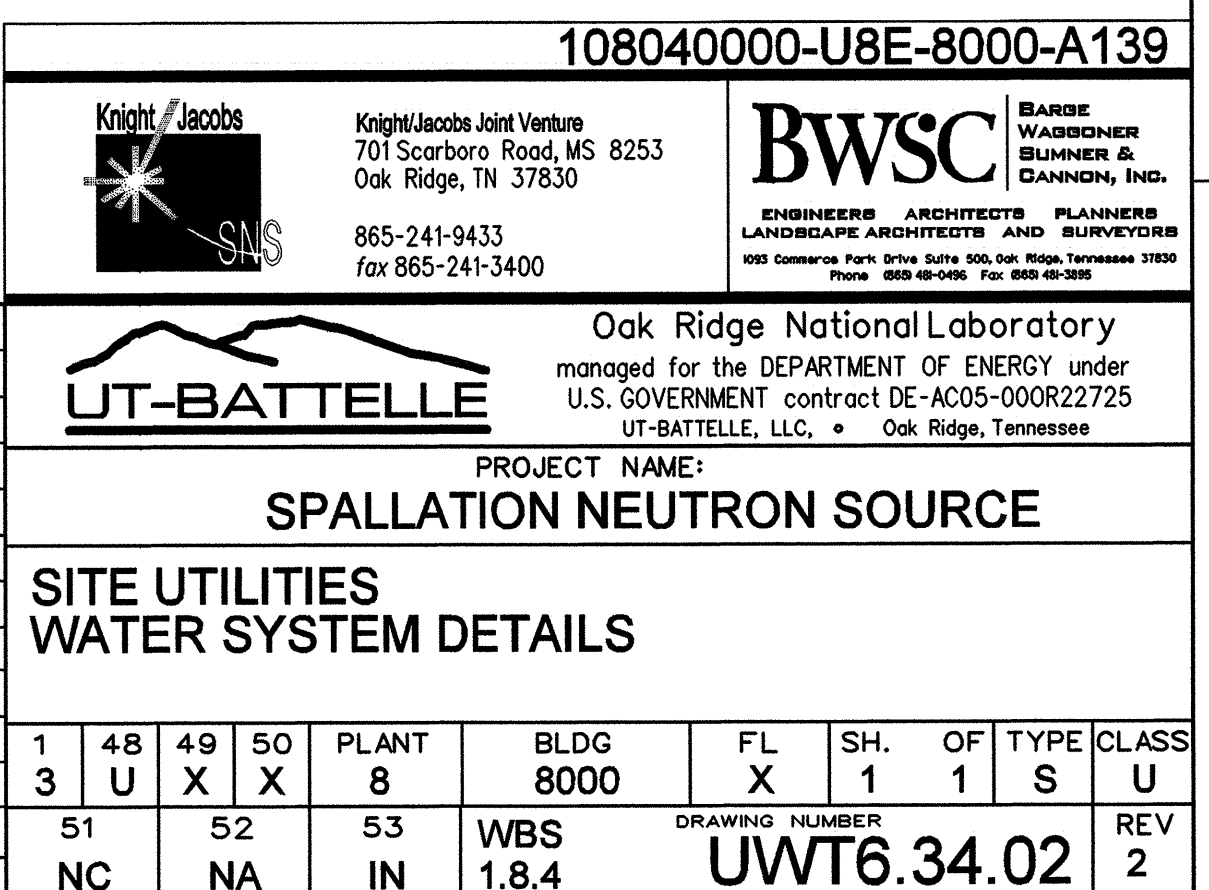 108040000-U8E-8000-A139
Knight Jacobs
SNS
Knight/Jacobs Joint Venture
701 Scarboro Road, MS 8253
Oak Ridge, TN 37830
865-241-9433
fax 865-241-3400
BWSC
BARGE
WAGGONER
SUMNER &
CANNON, INC.
ENGINEERS ARCHITECTS PLANNERS
LANDSCAPE ARCHITECTS AND SURVEYORS
1093 Commerce Park Drive Suite 500, Oak Ridge, Tennessee 37830
Phone (865) 481-0496 Fax (865) 481-3895
UT-BATTELLE
Oak Ridge National Laboratory
managed for the DEPARTMENT OF ENERGY under
U.S. GOVERNMENT contract DE-AC05-00OR22725
UT-BATTELLE, LLC, • Oak Ridge, Tennessee
PROJECT NAME:
SPALLATION NEUTRON SOURCE
SITE UTILITIES
WATER SYSTEM DETAILS
1 48 49 50 PLANT BLDG FL SH. OF TYPE CLASS
3 U X X 8 8000 X 1 1 S U
51 52 53 WBS DRAWING NUMBER REV
NC NA IN 1.8.4 UWT6.34.02 2